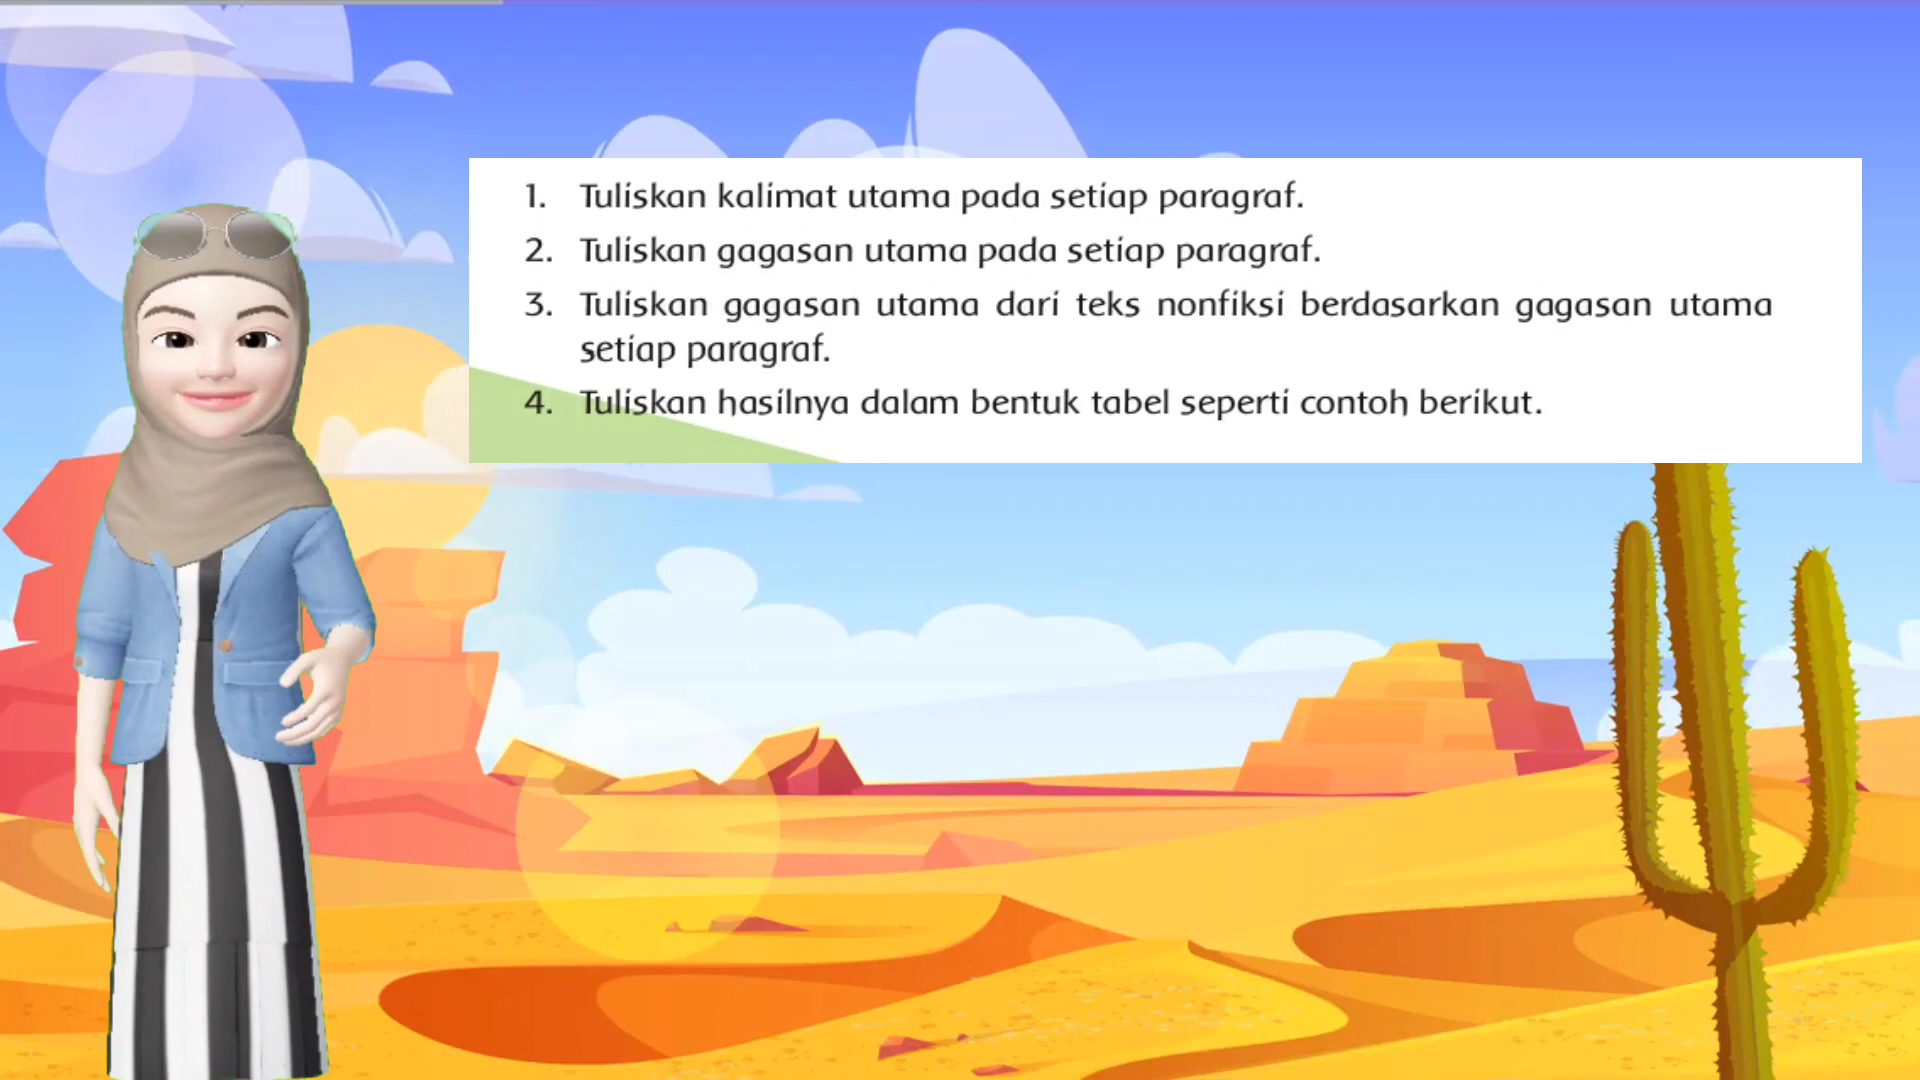 1. Tuliskan kalimat utama pada setiap paragraf.
2. Tuliskan gagasan utama pada setiap paragraf.
3. Tuliskan gagasan utama dari teks nonfiksi berdasarkan gagasan utama
setiap paragraf.
4. Tuliskan hasilnya dalam bentuk tabel seperti contoh berikut.